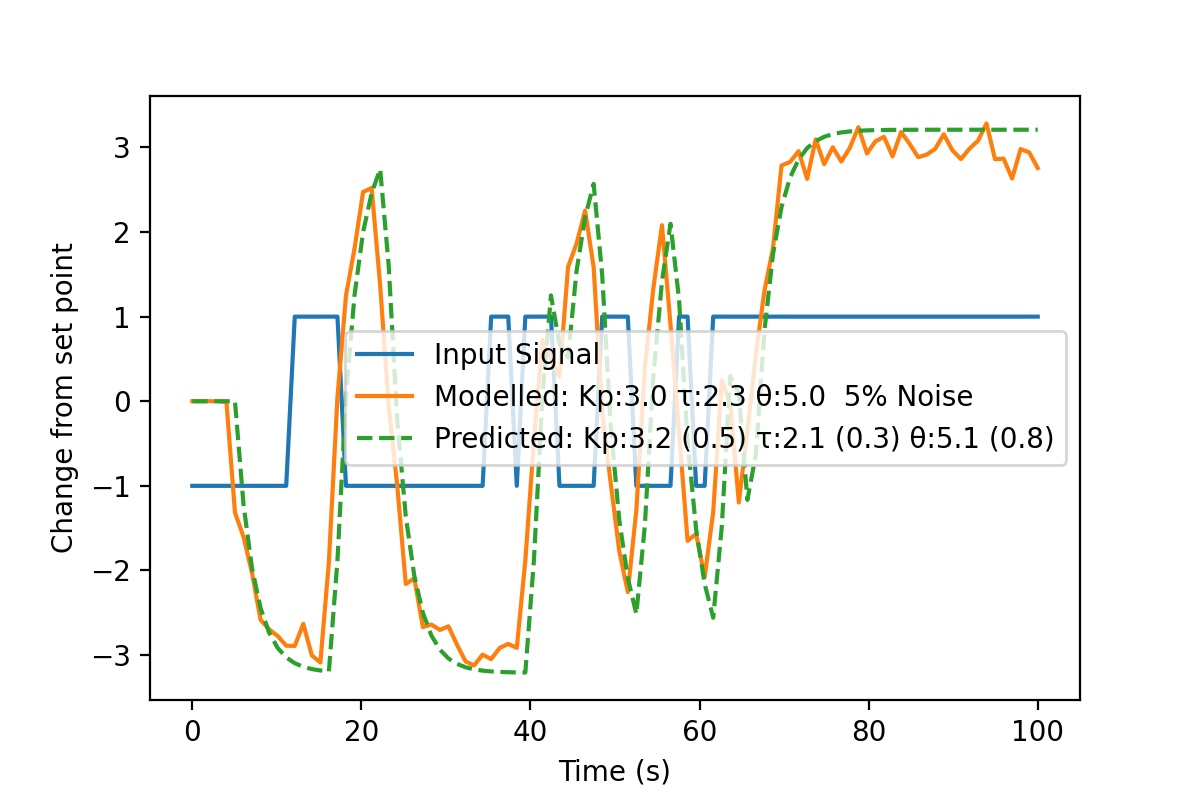 3
2
1
0
−1
−2
−3
Change from set point
Input Signal
Modelled: Kp:3.0 τ:2.3 θ:5.0  5% Noise
Predicted: Kp:3.2 (0.5) τ:2.1 (0.3) θ:5.1 (0.8)
0 20 40 60 80 100
Time (s)